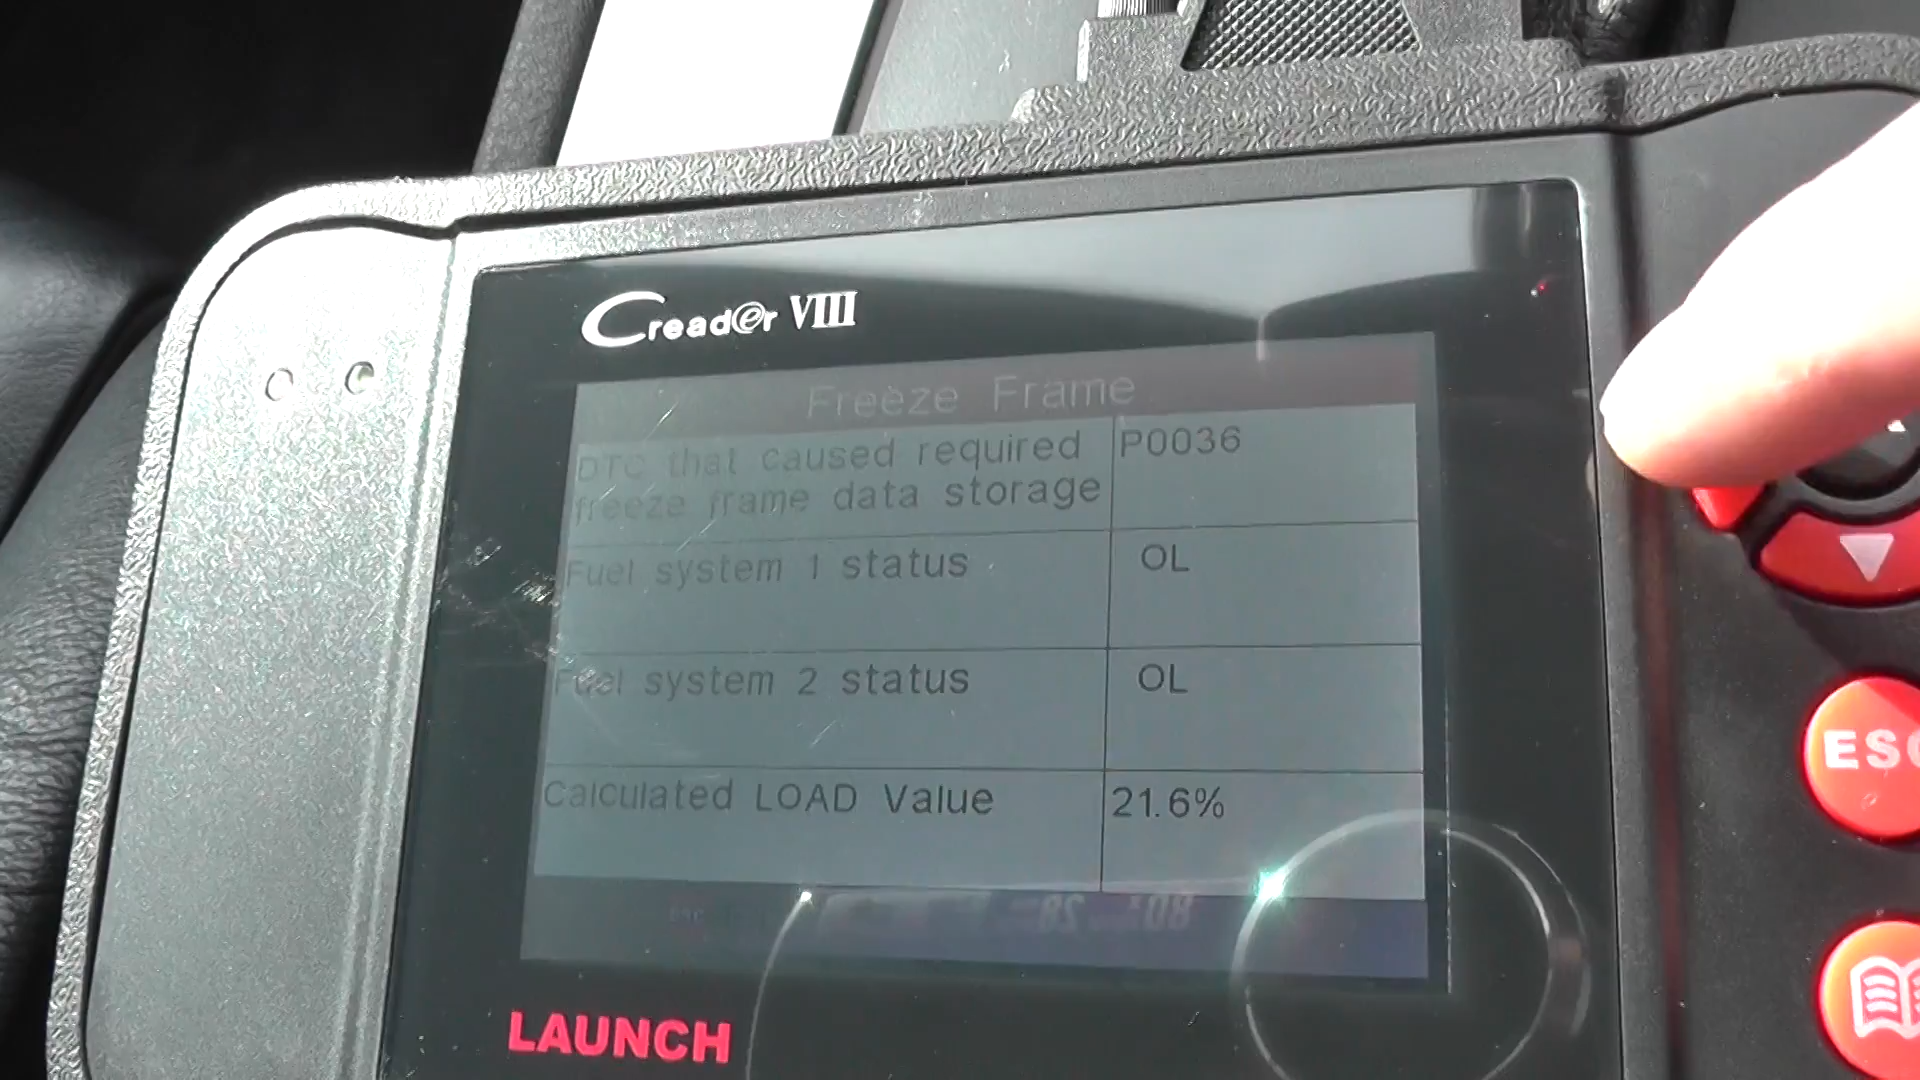 Creader VIII
Freeze Frame
DTC that caused required P0036
freeze frame data storage
Fuel system 1 status OL
Fuel system 2 status OL
Calculated LOAD Value 21.6%
ESC
LAUNCH